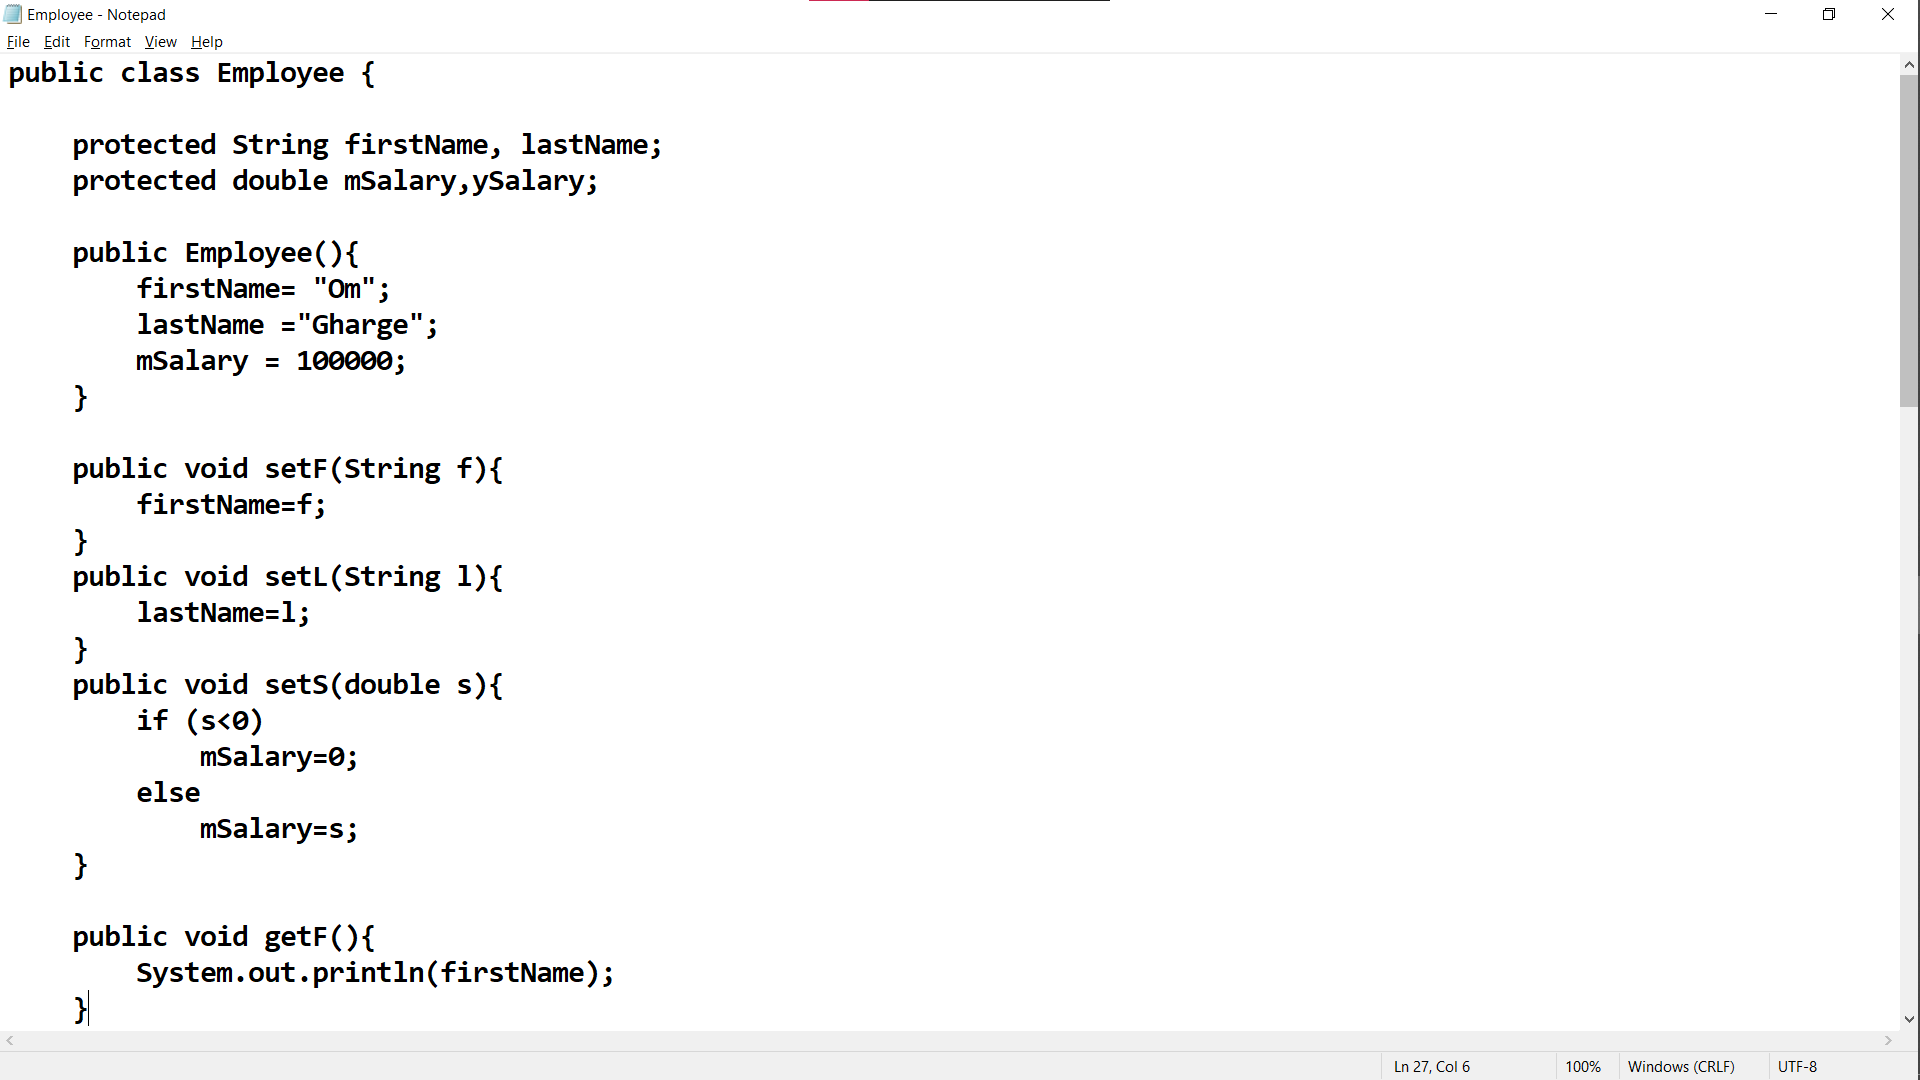 Employee - Notepad
File Edit Format View Help
public class Employee {
    protected String firstName, lastName;
    protected double mSalary,ySalary;
    public Employee(){
        firstName= "Om";
        lastName ="Gharge";
        mSalary = 100000;
    }
    public void setF(String f){
        firstName=f;
    }
    public void setL(String l){
        lastName=l;
    }
    public void setS(double s){
        if (s<0)
            mSalary=0;
        else
            mSalary=s;
    }
    public void getF(){
        System.out.println(firstName);
    }
Ln 27, Col 6 100% Windows (CRLF) UTF-8